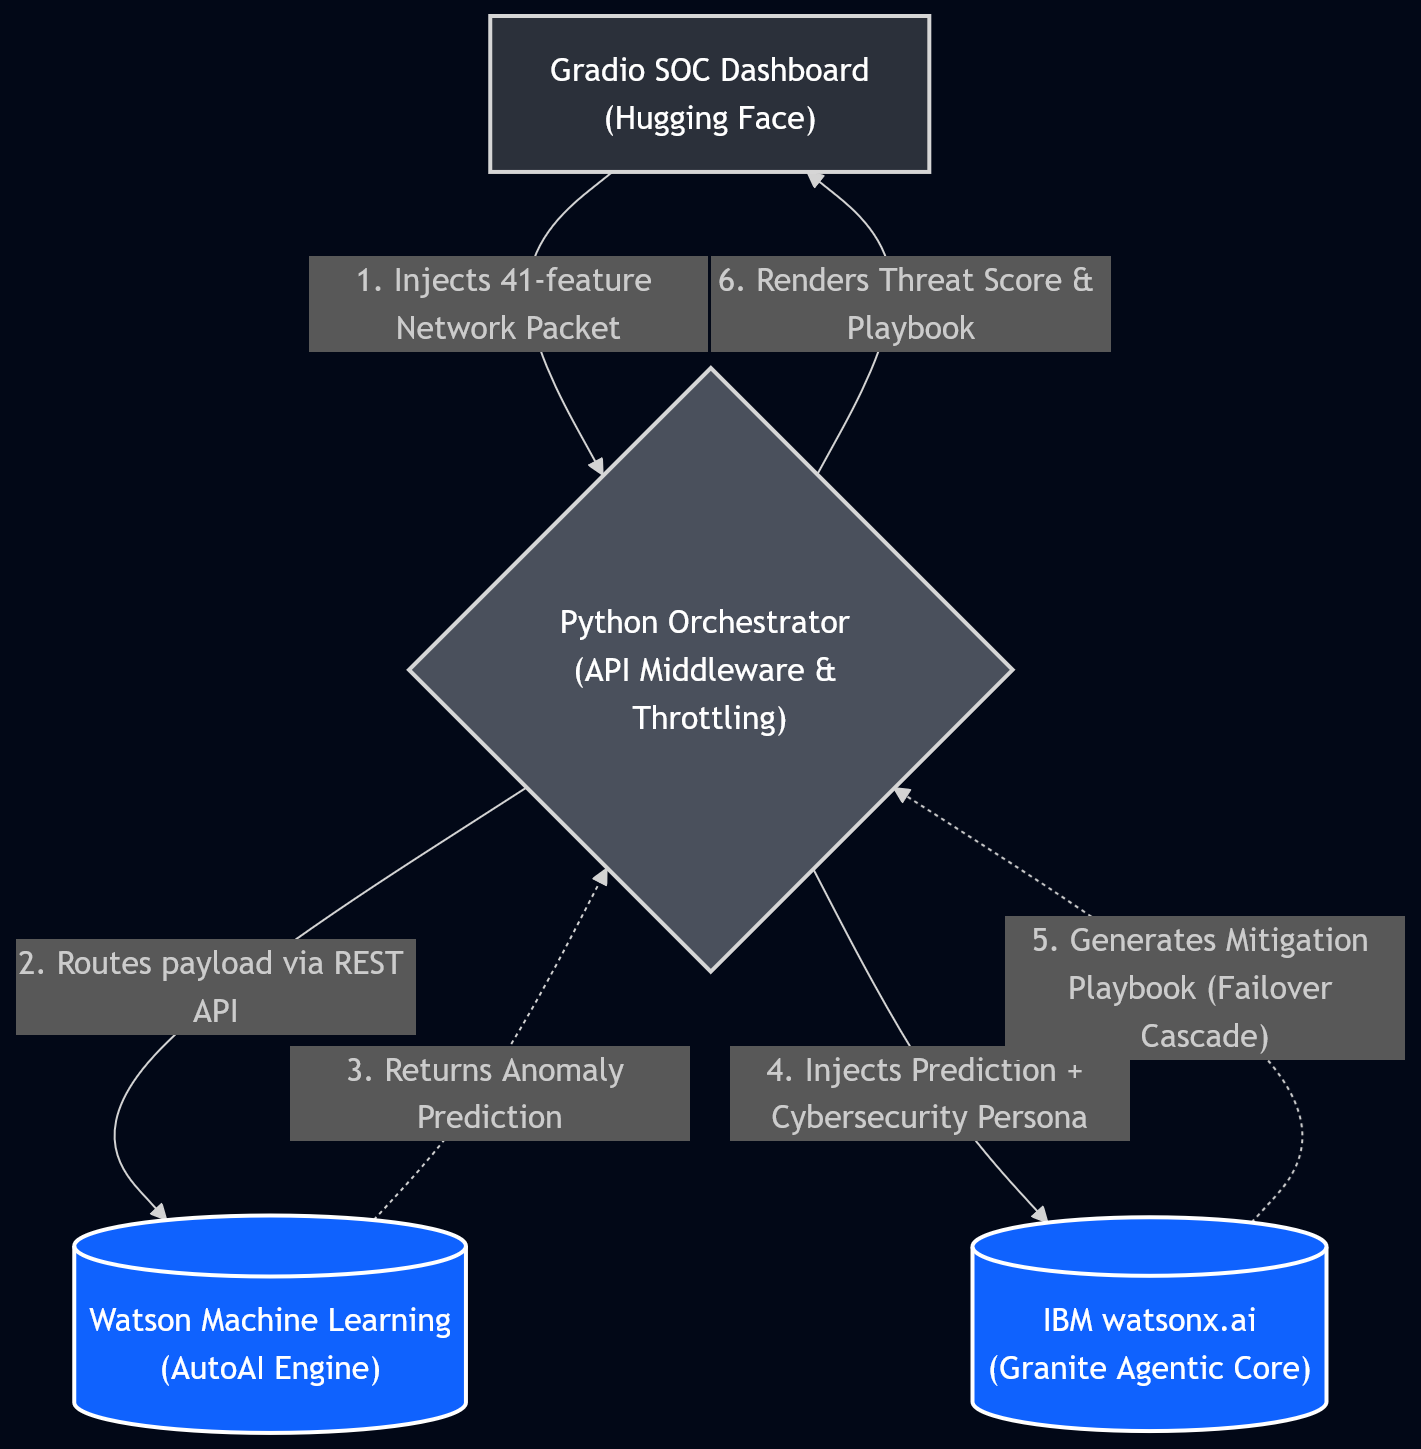 Gradio SOC Dashboard
(Hugging Face)
1. Injects 41-feature
Network Packet
6. Renders Threat Score &
Playbook
Python Orchestrator
(API Middleware &
Throttling)
2. Routes payload via REST
API
3. Returns Anomaly
Prediction
4. Injects Prediction +
Cybersecurity Persona
5. Generates Mitigation
Playbook (Failover
Cascade)
Watson Machine Learning
(AutoAI Engine)
IBM watsonx.ai
(Granite Agentic Core)